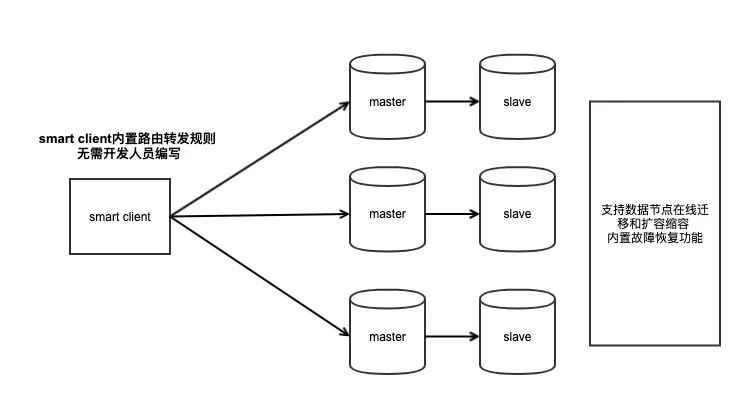 smart client内置路由转发规则
无需开发人员编写
smart client
master
slave
master
slave
master
slave
支持数据节点在线迁
移和扩容缩容
内置故障恢复功能